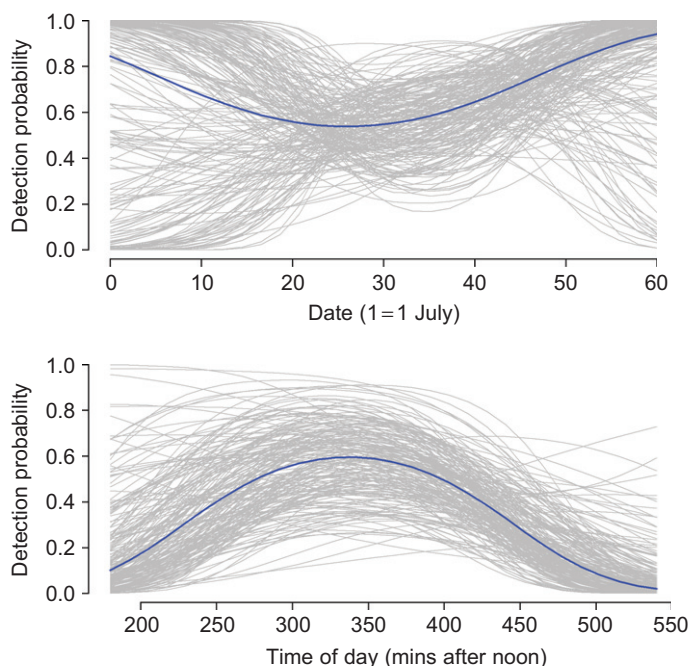 Detection probability
1.0
0.8
0.6
0.4
0.2
0.0
0 10 20 30 40 50 60
Date (1=1 July)
Detection probability
1.0
0.8
0.6
0.4
0.2
0.0
200 250 300 350 400 450 500 550
Time of day (mins after noon)